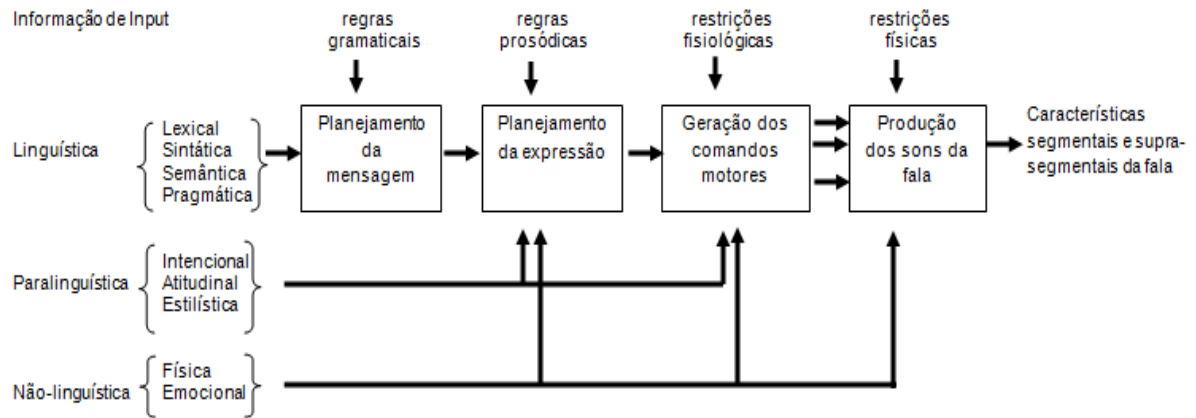 Informação de Input
regras
gramaticais
regras
prosódicas
restrições
fisiológicas
restrições
físicas
Linguística
Lexical
Sintática
Semântica
Pragmática
Planejamento
da
mensagem
Planejamento
da expressão
Geração dos
comandos
motores
Produção
dos sons da
fala
Características
segmentais e supra-
segmentais da fala
Paralinguística
Intencional
Atitudinal
Estilística
Não-linguística
Física
Emocional